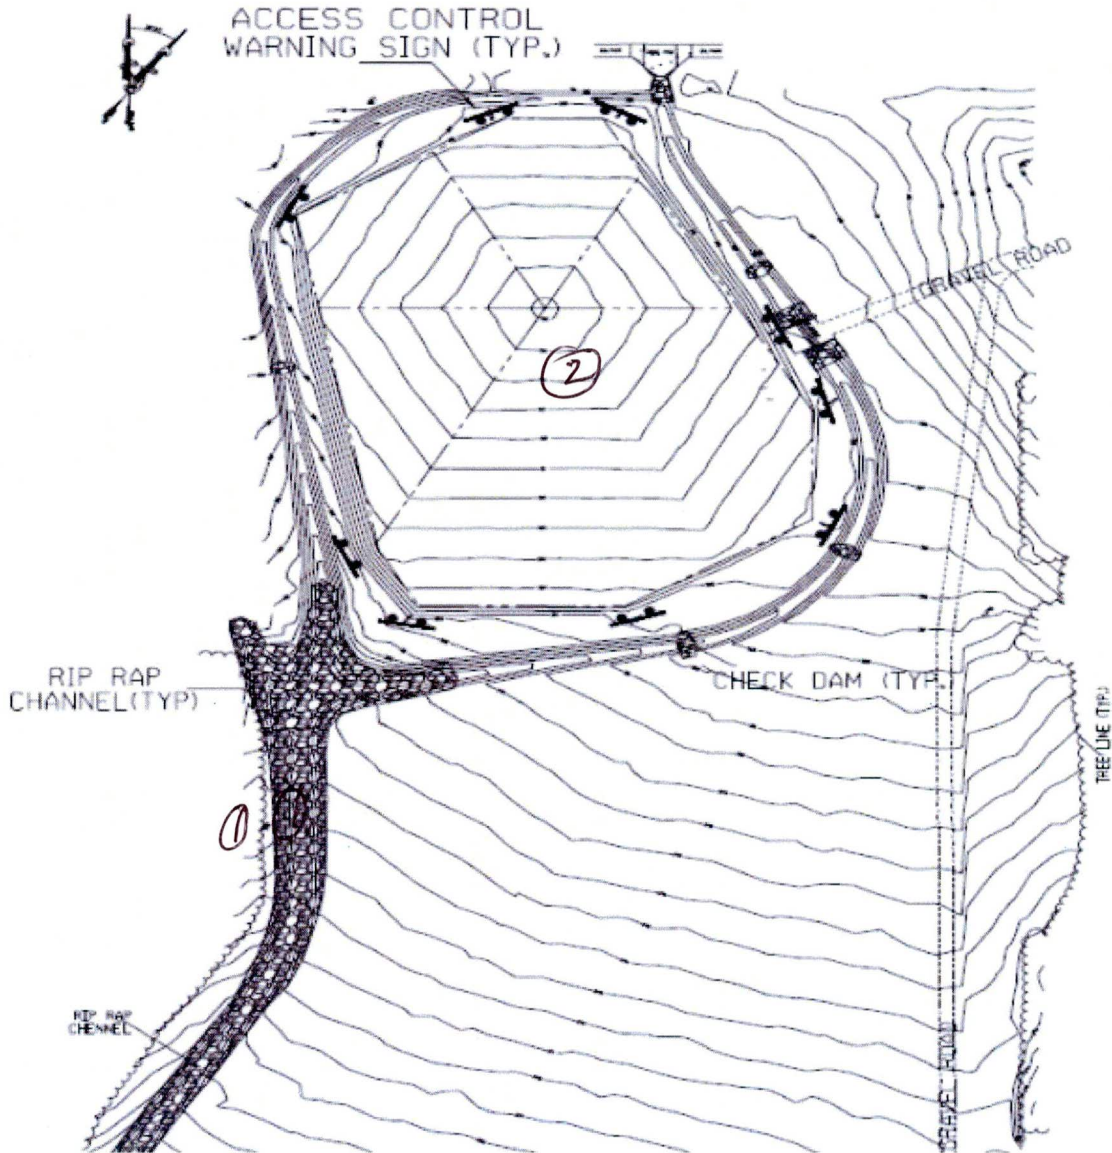 ACCESS CONTROL
WARNING SIGN (TYP.)
GRAVEL ROAD
2
RIP RAP
CHANNEL(TYP)
CHECK DAM (TYP.
TREE LINE (TYP.)
1
RIP RAP
CHENNEL
GRAVEL ROAD